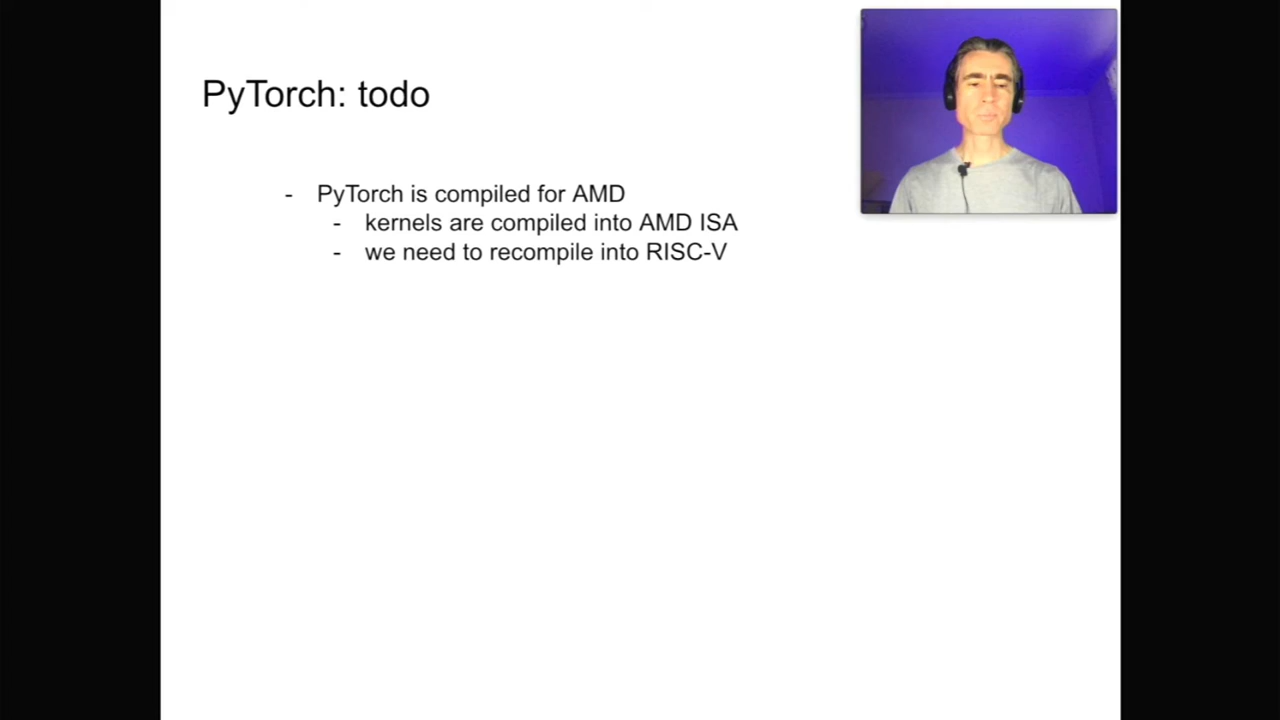 PyTorch: todo
- PyTorch is compiled for AMD
- kernels are compiled into AMD ISA
- we need to recompile into RISC-V